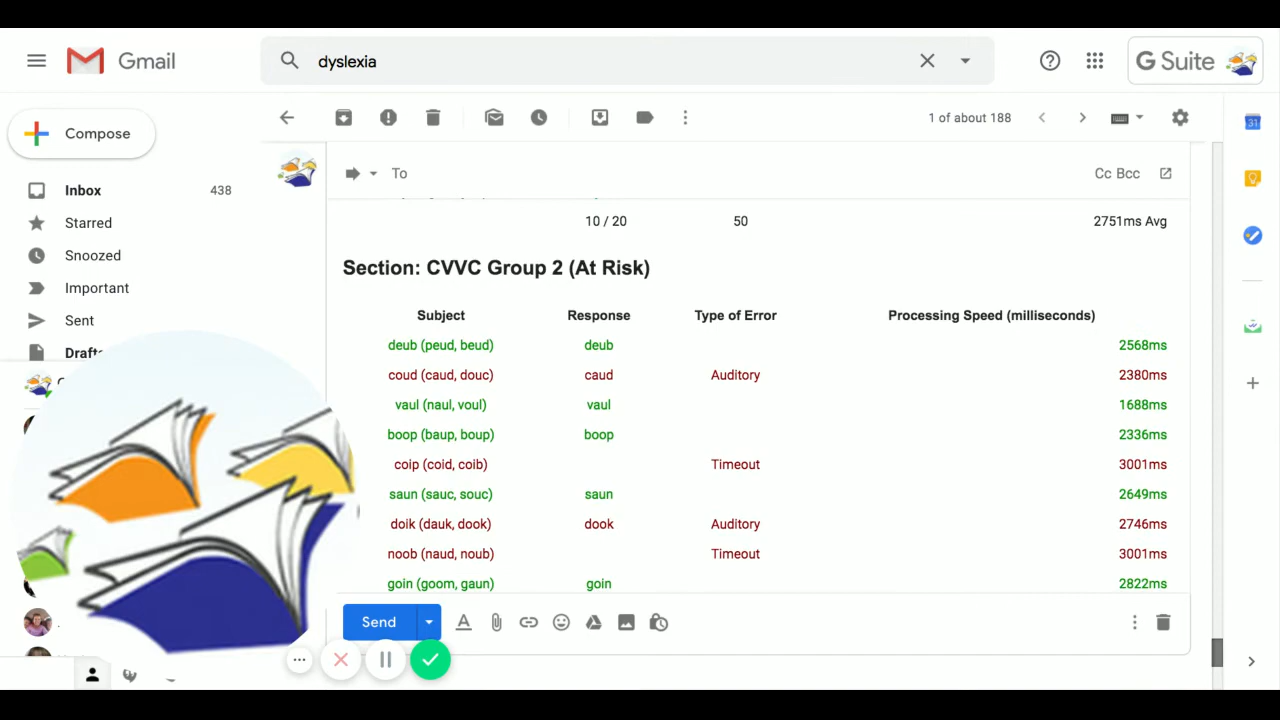 Gmail
dyslexia
G Suite
Compose
1 of about 188
Inbox 438
To
Cc Bcc
Starred
10 / 20 50 2751ms Avg
Snoozed
Section: CVVC Group 2 (At Risk)
Important
Sent
Subject Response Type of Error Processing Speed (milliseconds)
deub (peud, beud) deub 2568ms
Drafts
coud (caud, douc) caud Auditory 2380ms
vaul (naul, voul) vaul 1688ms
boop (baup, boup) boop 2336ms
coip (coid, coib) Timeout 3001ms
saun (sauc, souc) saun 2649ms
doik (dauk, dook) dook Auditory 2746ms
noob (naud, noub) Timeout 3001ms
goin (goom, gaun) goin 2822ms
Send
31